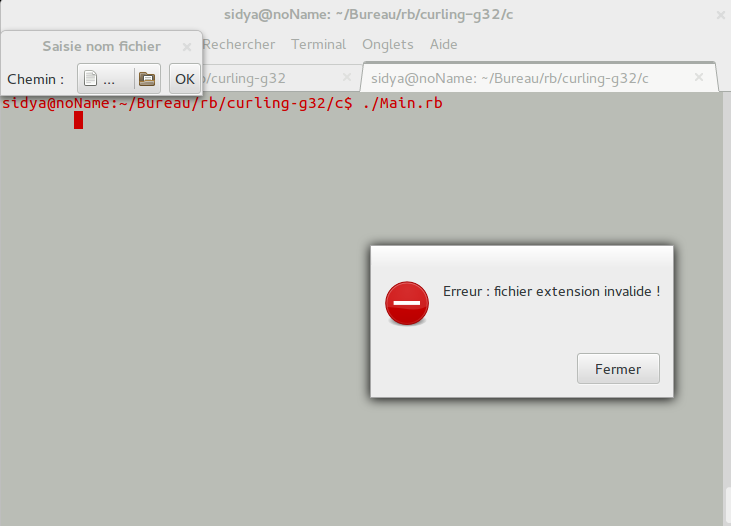 sidya@noName: ~/Bureau/rb/curling-g32/c
Saisie nom fichier
Rechercher Terminal Onglets Aide
Chemin : ... OK
rb/curling-g32
sidya@noName: ~/Bureau/rb/curling-g32/c
sidya@noName:~/Bureau/rb/curling-g32/c$ ./Main.rb
Erreur : fichier extension invalide !
Fermer